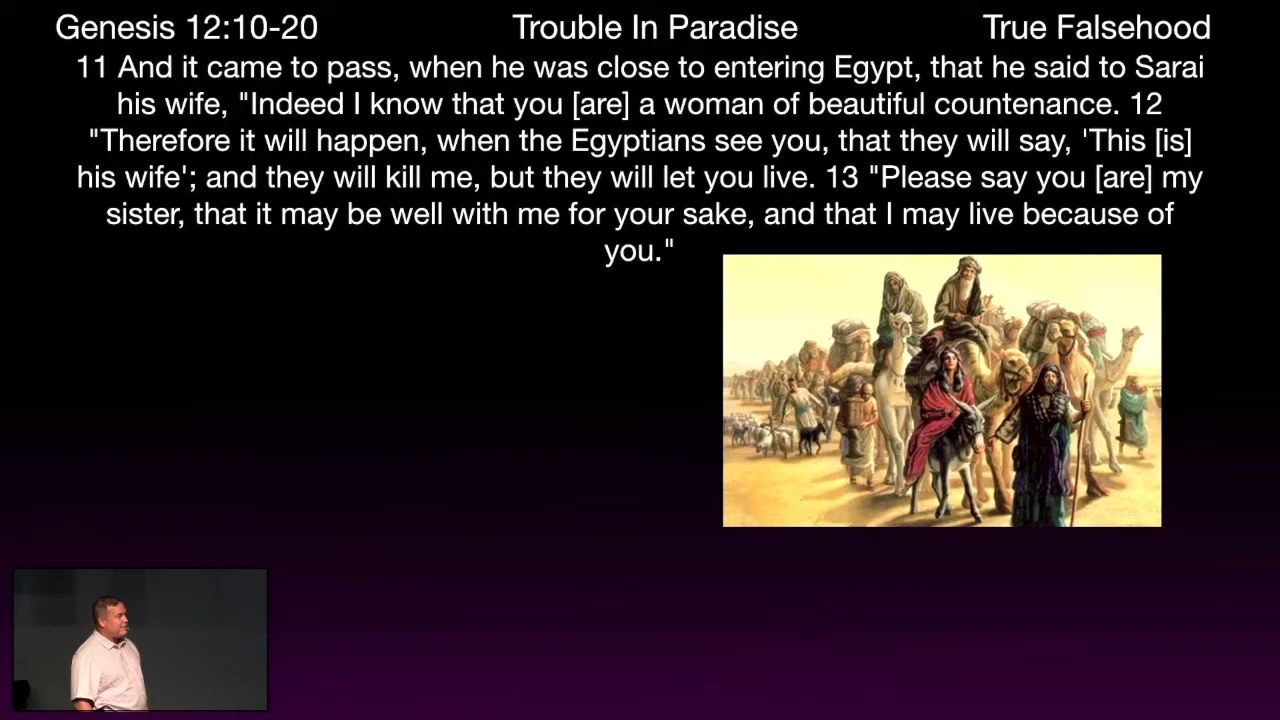 Genesis 12:10-20 Trouble In Paradise True Falsehood
11 And it came to pass, when he was close to entering Egypt, that he said to Sarai
his wife, "Indeed I know that you [are] a woman of beautiful countenance. 12
"Therefore it will happen, when the Egyptians see you, that they will say, 'This [is]
his wife'; and they will kill me, but they will let you live. 13 "Please say you [are] my
sister, that it may be well with me for your sake, and that I may live because of
you."